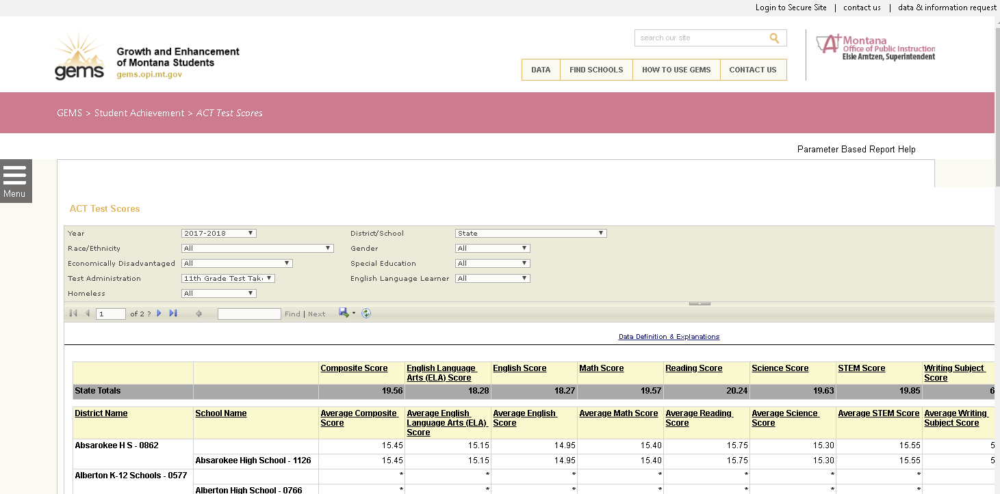 Login to Secure Site | contact us | data & information request
search our site
gems
Growth and Enhancement
of Montana Students
gems.opi.mt.gov
A+ Montana
Office of Public Instruction
Elsie Arntzen, Superintendent
DATA FIND SCHOOLS HOW TO USE GEMS CONTACT US
GEMS > Student Achievement > ACT Test Scores
Parameter Based Report Help
Menu
ACT Test Scores
Year 2017-2018 District/School State
Race/Ethnicity All Gender All
Economically Disadvantaged All Special Education All
Test Administration 11th Grade Test Tak English Language Learner All
Homeless All
1 of 2 ? Find | Next
Data Definition & Explanations
Composite Score English Language Arts (ELA) Score English Score Math Score Reading Score Science Score STEM Score Writing Subject Score
State Totals 19.56 18.28 18.27 19.57 20.24 19.63 19.85 6
District Name School Name Average Composite Score Average English Language Arts (ELA) Score Average English Score Average Math Score Average Reading Score Average Science Score Average STEM Score Average Writing Subject Score
Absarokee H S - 0862 15.45 15.15 14.95 15.40 15.75 15.30 15.55 5
Absarokee High School - 1126 15.45 15.15 14.95 15.40 15.75 15.30 15.55 5
Alberton K-12 Schools - 0577 * * * * * * *
Alberton High School - 0766 * * * * * * *